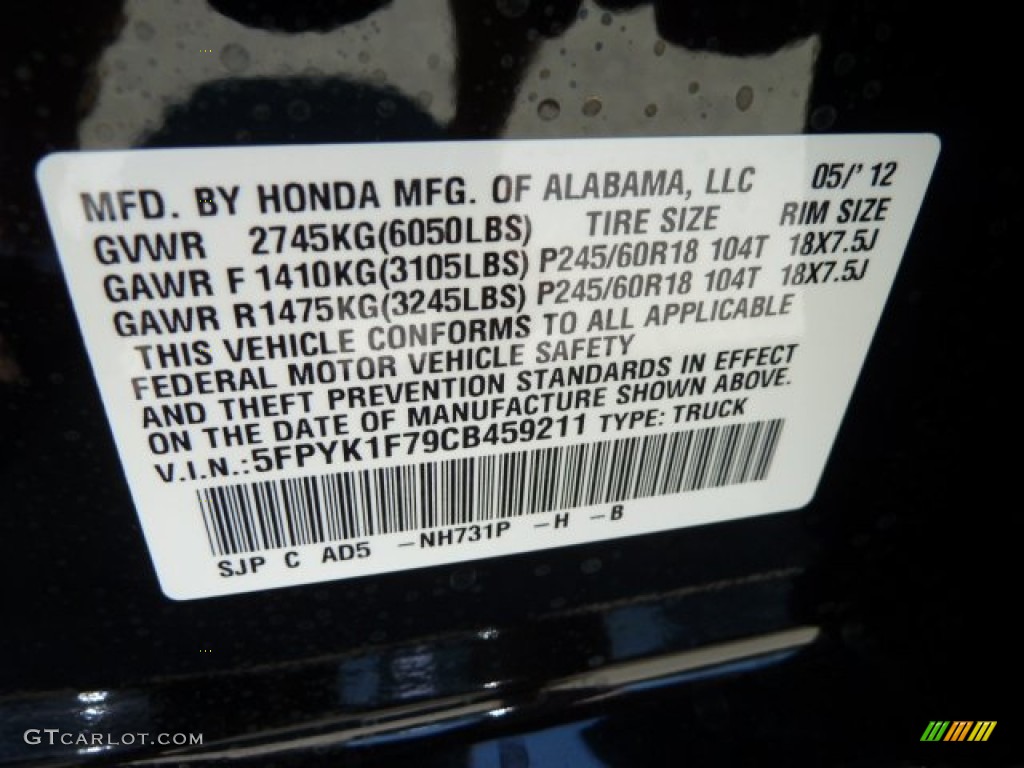 MFD. BY HONDA MFG. OF ALABAMA, LLC 05/' 12
GVWR 2745KG(6050LBS) TIRE SIZE RIM SIZE
GAWR F 1410KG(3105LBS) P245/60R18 104T 18X7.5J
GAWR R1475KG(3245LBS) P245/60R18 104T 18X7.5J
THIS VEHICLE CONFORMS TO ALL APPLICABLE
FEDERAL MOTOR VEHICLE SAFETY
AND THEFT PREVENTION STANDARDS IN EFFECT
ON THE DATE OF MANUFACTURE SHOWN ABOVE.
V.I.N.:5FPYK1F79CB459211 TYPE: TRUCK
SJP C AD5 -NH731P -H -B
GTCARLOT.COM